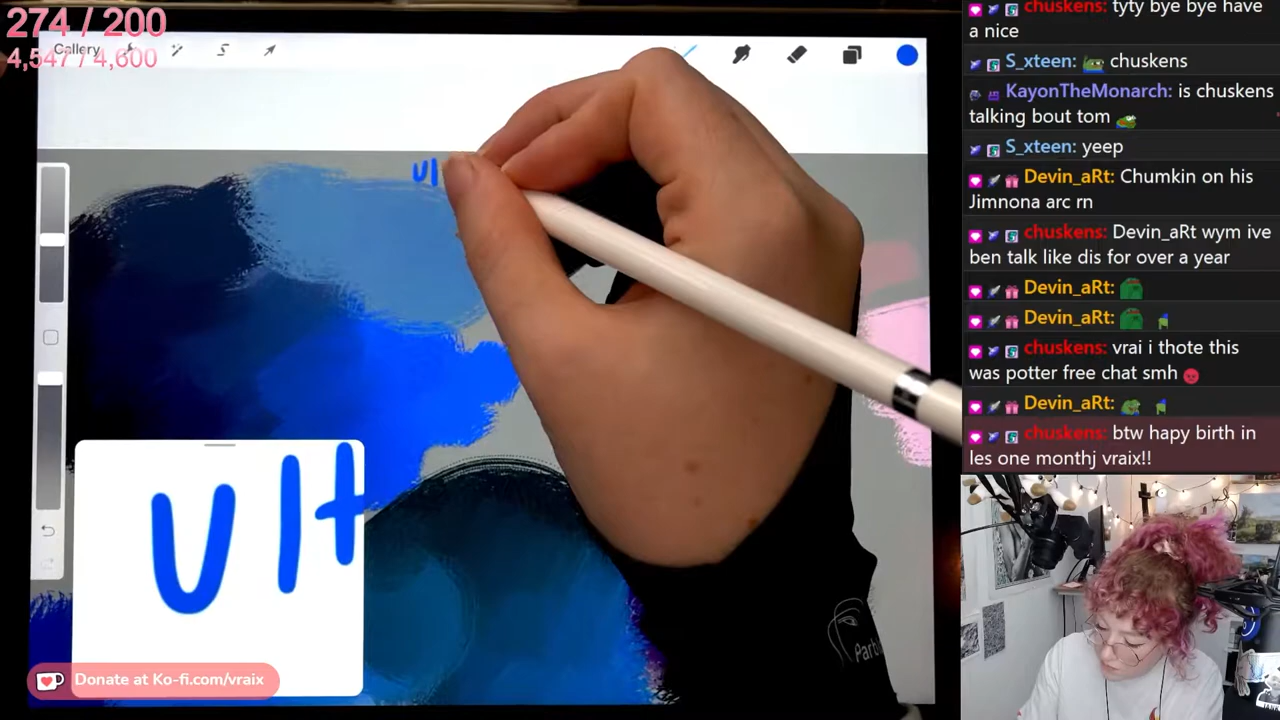 274 / 200
4,547 / 4,600
Gallery
ul
ult
Donate at Ko-fi.com/vraix
chuskens: tyty bye bye have
a nice
S_xteen: chuskens
KayonTheMonarch: is chuskens
talking bout tom
S_xteen: yeep
Devin_aRt: Chumkin on his
Jimnona arc rn
chuskens: Devin_aRt wym ive
ben talk like dis for over a year
Devin_aRt:
Devin_aRt:
chuskens: vrai i thote this
was potter free chat smh
Devin_aRt:
chuskens: btw hapy birth in
les one monthj vraix!!